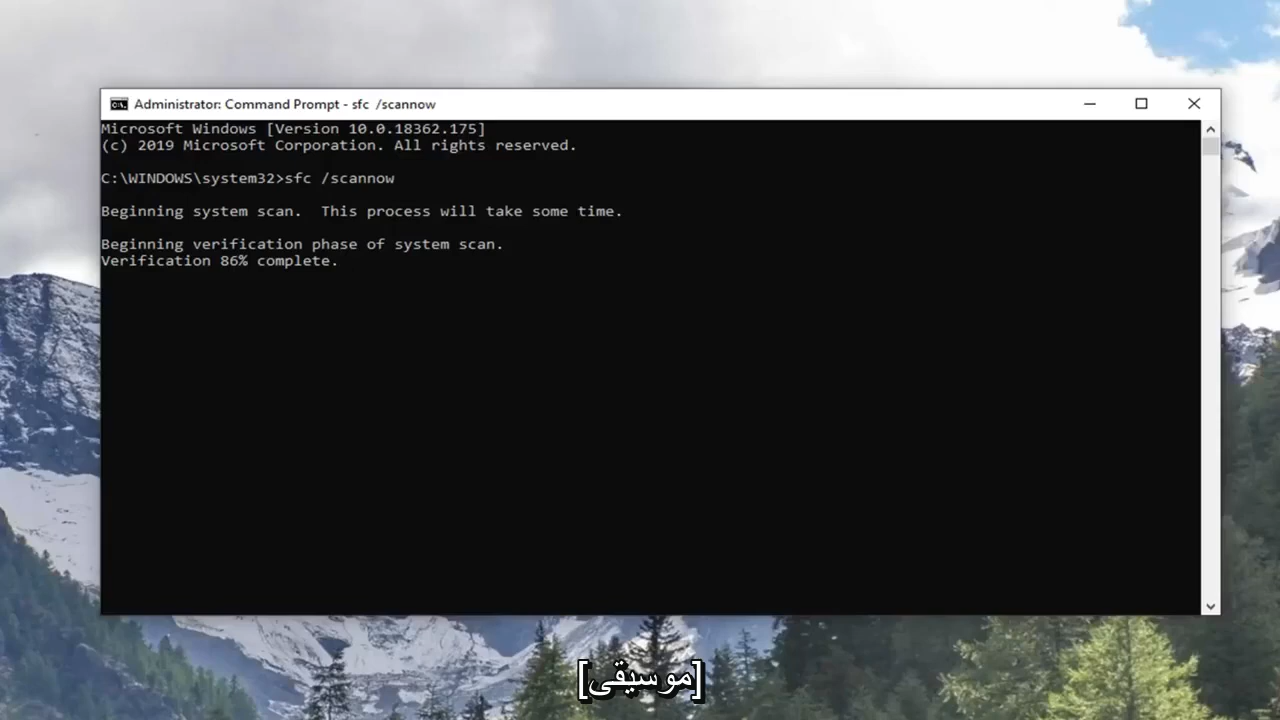 Administrator: Command Prompt - sfc  /scannow
Microsoft Windows [Version 10.0.18362.175]
(c) 2019 Microsoft Corporation. All rights reserved.
C:\WINDOWS\system32>sfc /scannow
Beginning system scan.  This process will take some time.
Beginning verification phase of system scan.
Verification 86% complete.
[موسيقى]